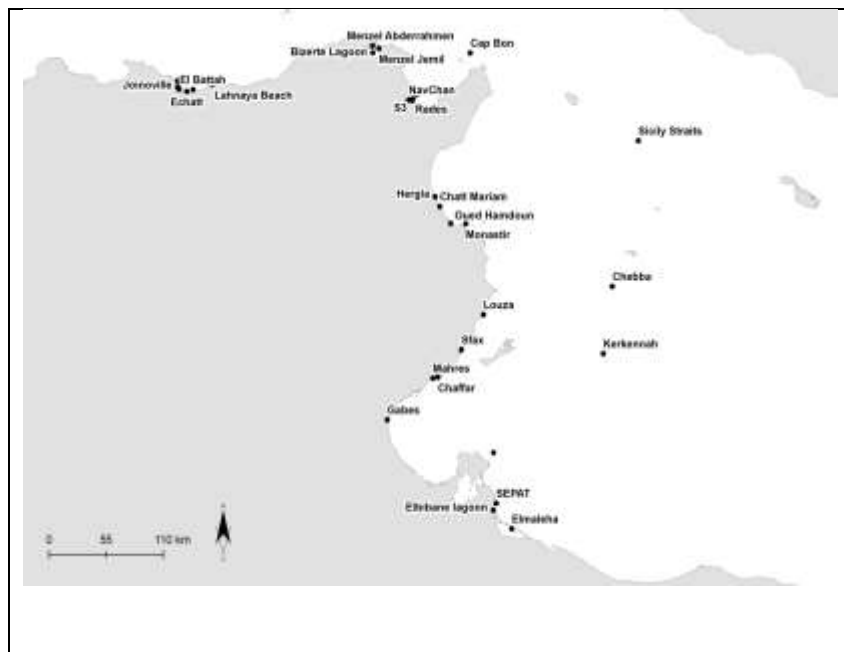 Menzel Abderrahmen
Bizerta Lagoon
Menzel Jemil
Cap Bon
Jonnoville
El Battah
Echatt
Lahnaya Beach
NavChan
S3
Rades
Sicily Straits
Hergla
Chatt Mariam
Oued Hamdoun
Monastir
Chebba
Louza
Sfax
Kerkennah
Mahres
Chaffar
Gabes
SEPAT
Ellebane lagoon
Elmaleha
0 55 110 km